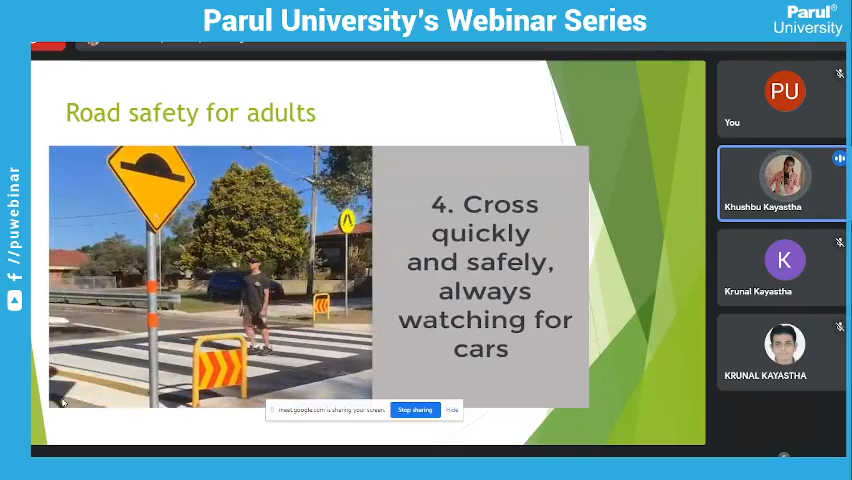 Parul University's Webinar Series
Parul®
University
/puwebinar
Road safety for adults
4. Cross
quickly
and safely,
always
watching for
cars
meet.google.com is sharing your screen.
Stop sharing
Hide
PU
You
Khushbu Kayastha
K
Krunal Kayastha
KRUNAL KAYASTHA